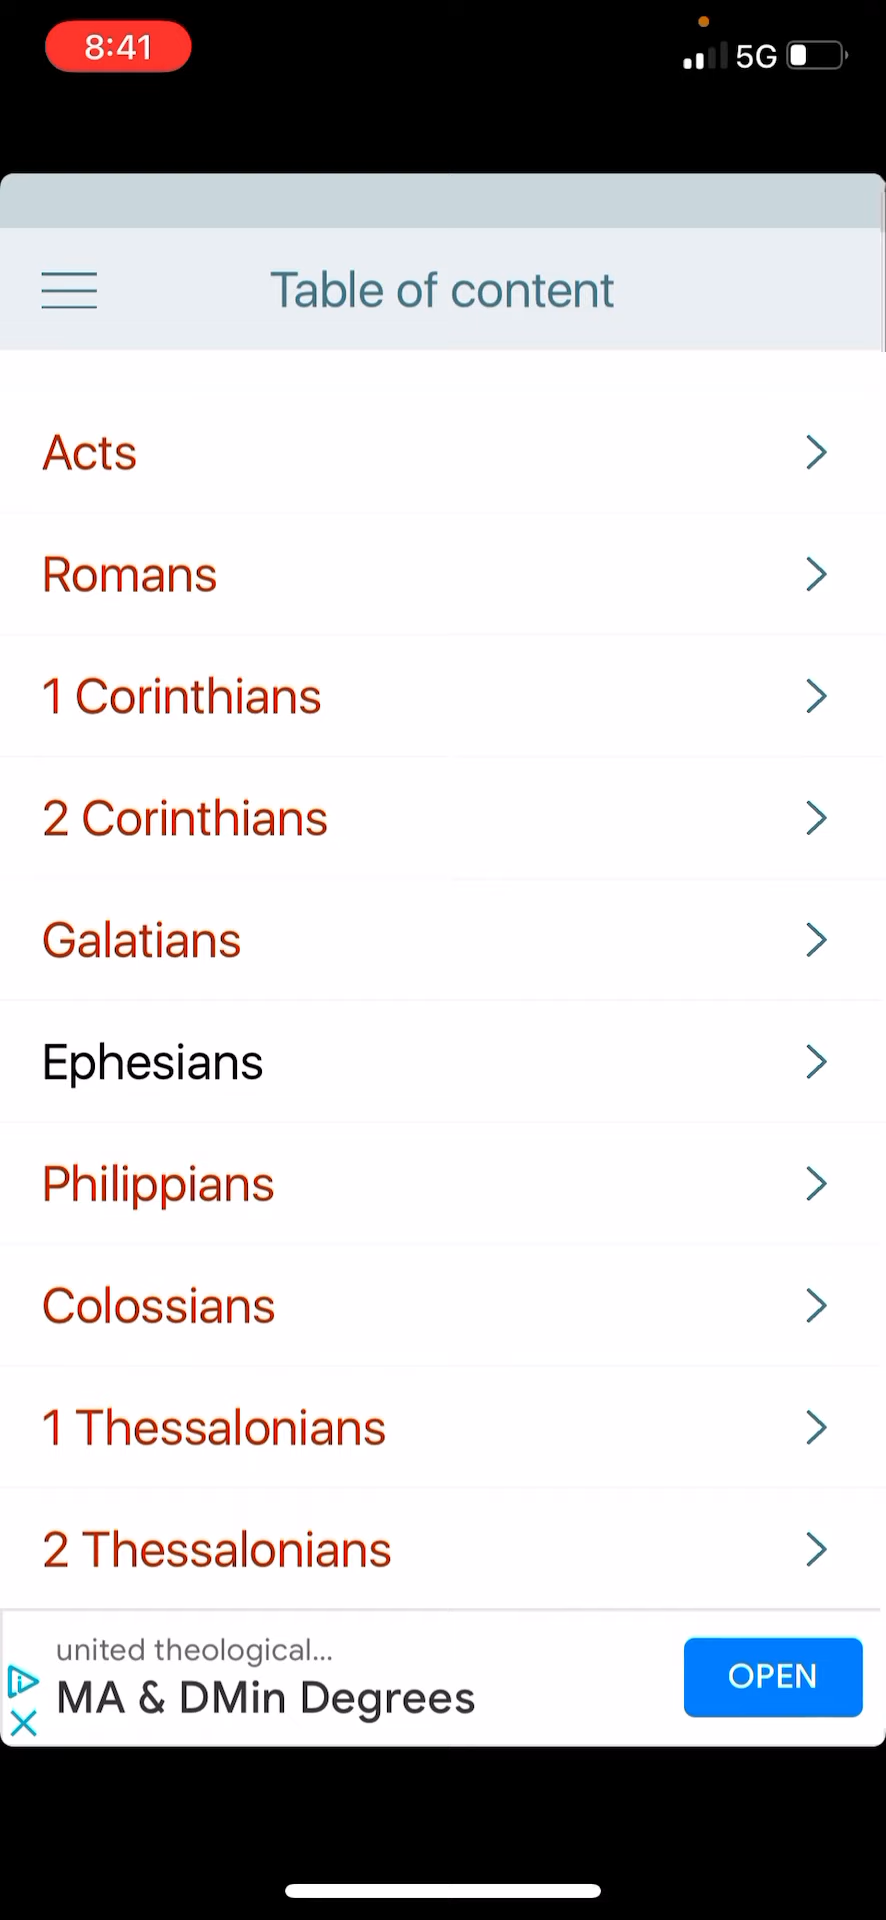 8:41
5G
Table of content
Acts
Romans
1 Corinthians
2 Corinthians
Galatians
Ephesians
Philippians
Colossians
1 Thessalonians
2 Thessalonians
united theological...
MA & DMin Degrees
OPEN